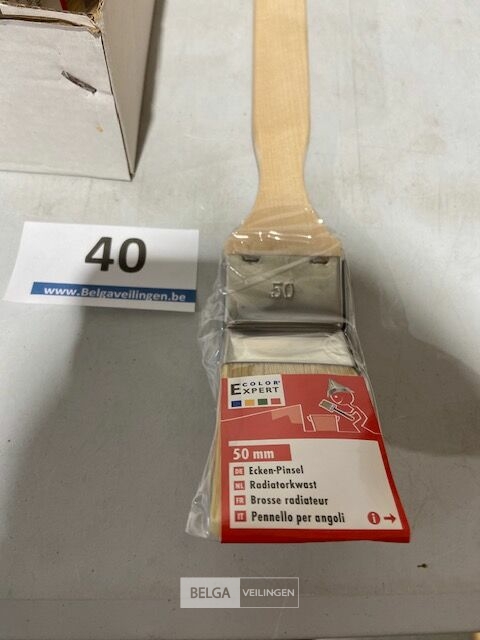 40
www.Belgaveilingen.be
50
COLOR®
EXPERT
50 mm
DE Ecken-Pinsel
NL Radiatorkwast
FR Brosse radiateur
IT Pennello per angoli
i →
BELGA VEILINGEN